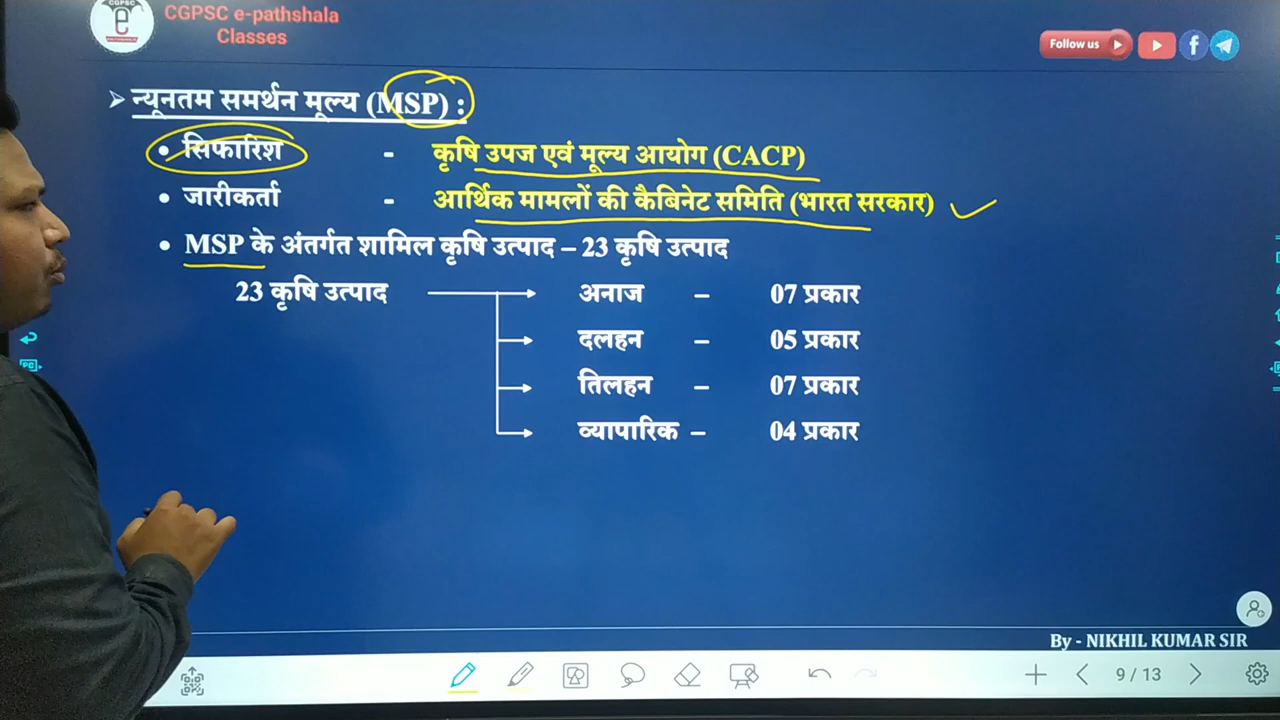 CGPSC
e
CGPSC e-pathshala
Classes
Follow us
➢ न्यूनतम समर्थन मूल्य (MSP) :
• सिफारिश - कृषि उपज एवं मूल्य आयोग (CACP)
• जारीकर्ता - आर्थिक मामलों की कैबिनेट समिति (भारत सरकार)
• MSP के अंतर्गत शामिल कृषि उत्पाद – 23 कृषि उत्पाद
23 कृषि उत्पाद
अनाज – 07 प्रकार
दलहन – 05 प्रकार
तिलहन – 07 प्रकार
व्यापारिक – 04 प्रकार
By - NIKHIL KUMAR SIR
9 / 13